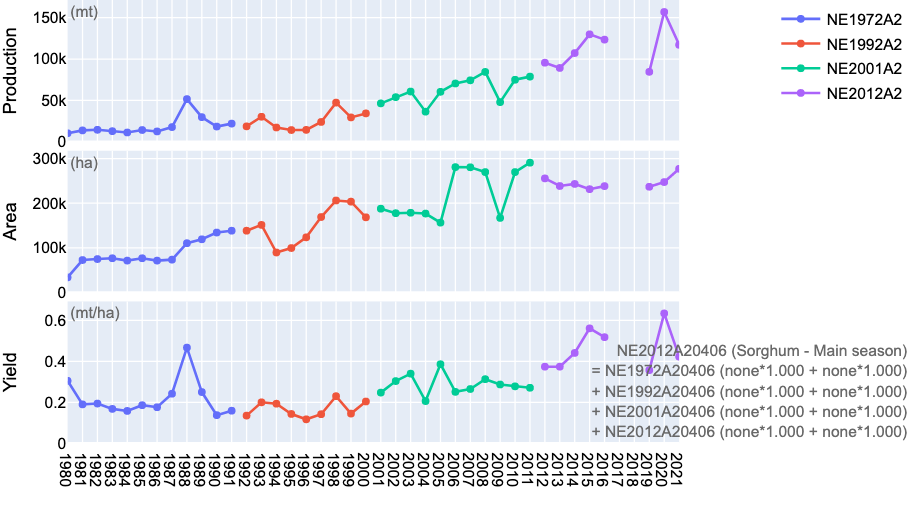 Production
(mt)
150k
100k
50k
0
NE1972A2
NE1992A2
NE2001A2
NE2012A2
Area
(ha)
300k
200k
100k
0
Yield
(mt/ha)
0.6
0.4
0.2
0
NE2012A20406 (Sorghum - Main season)
= NE1972A20406 (none*1.000 + none*1.000)
+ NE1992A20406 (none*1.000 + none*1.000)
+ NE2001A20406 (none*1.000 + none*1.000)
+ NE2012A20406 (none*1.000 + none*1.000)
1980
1981
1982
1983
1984
1985
1986
1987
1988
1990
1991
1992
1993
1994
1995
1996
1997
1998
1999
2000
2001
2002
2003
2004
2005
2006
2007
2008
2010
2011
2012
2013
2014
2015
2016
2018
2019
2020
2021